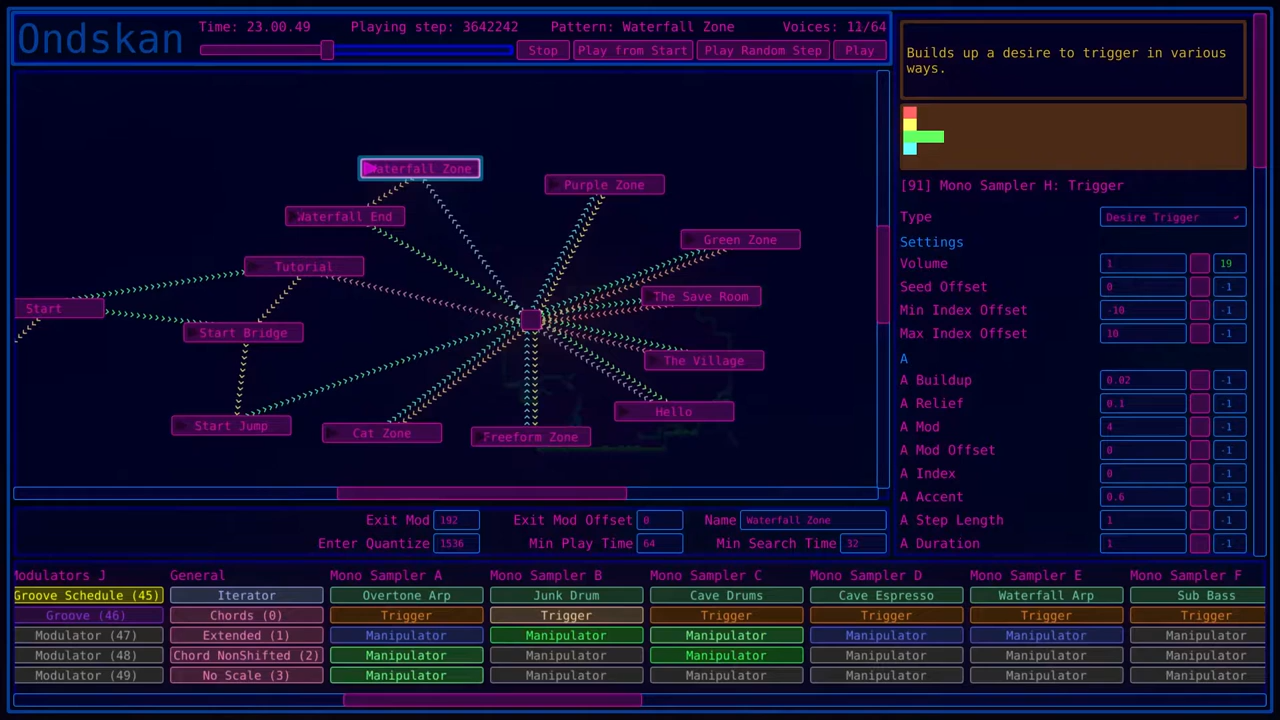 Ondskan
Time: 23.00.49 Playing step: 3642242 Pattern: Waterfall Zone Voices: 11/64
Stop Play from Start Play Random Step Play
Waterfall Zone
Purple Zone
Waterfall End
Green Zone
Tutorial
The Save Room
Start
Start Bridge
The Village
Hello
Start Jump
Cat Zone
Freeform Zone
Exit Mod 192 Exit Mod Offset 0 Name Waterfall Zone
Enter Quantize 1536 Min Play Time 64 Min Search Time 32
Builds up a desire to trigger in various
ways.
[91] Mono Sampler H: Trigger
Type Desire Trigger
Settings
Volume 1 19
Seed Offset 0 -1
Min Index Offset -10 -1
Max Index Offset 10 -1
A
A Buildup 0.02 -1
A Relief 0.1 -1
A Mod 4 -1
A Mod Offset 0 -1
A Index 0 -1
A Accent 0.6 -1
A Step Length 1 -1
A Duration 1 -1
Modulators J General Mono Sampler A Mono Sampler B Mono Sampler C Mono Sampler D Mono Sampler E Mono Sampler F
Groove Schedule (45) Iterator Overtone Arp Junk Drum Cave Drums Cave Espresso Waterfall Arp Sub Bass
Groove (46) Chords (0) Trigger Trigger Trigger Trigger Trigger Trigger
Modulator (47) Extended (1) Manipulator Manipulator Manipulator Manipulator Manipulator Manipulator
Modulator (48) Chord NonShifted (2) Manipulator Manipulator Manipulator Manipulator Manipulator Manipulator
Modulator (49) No Scale (3) Manipulator Manipulator Manipulator Manipulator Manipulator Manipulator